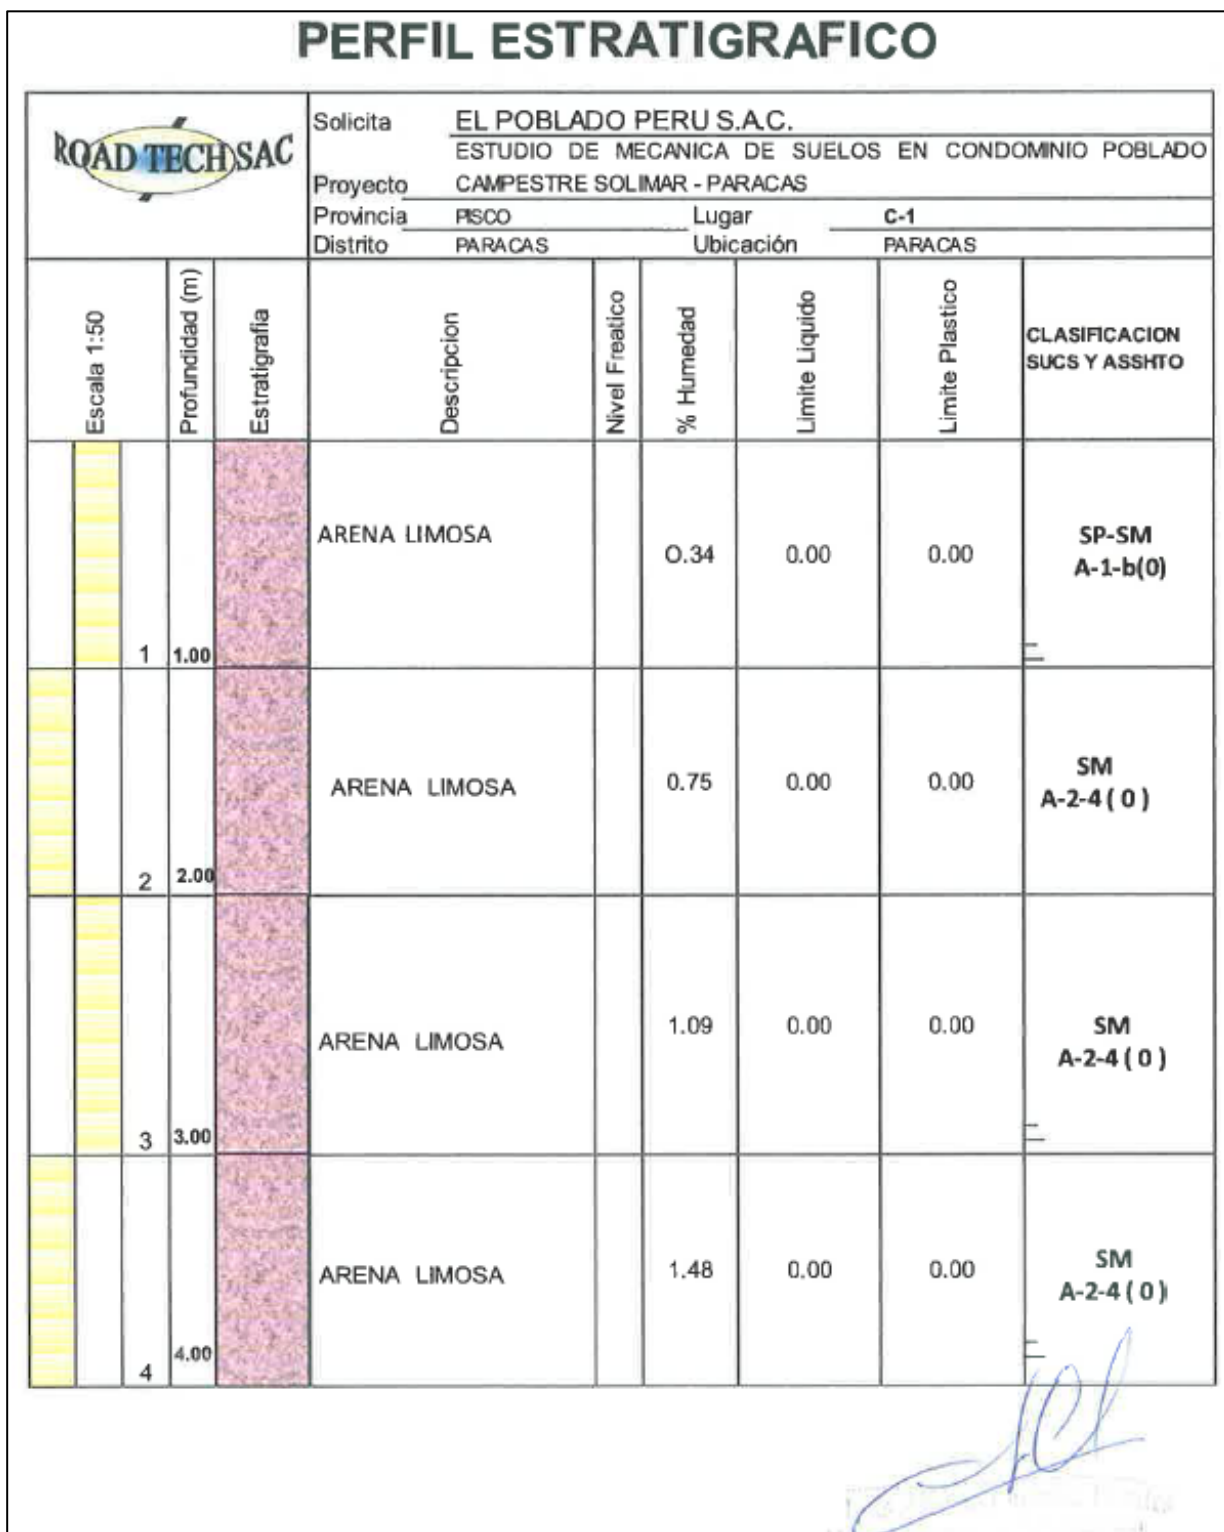 PERFIL ESTRATIGRAFICO
ROAD TECH SAC
Solicita EL POBLADO PERU S.A.C.
ESTUDIO DE MECANICA DE SUELOS EN CONDOMINIO POBLADO
Proyecto CAMPESTRE SOLIMAR - PARACAS
Provincia PISCO Lugar C-1
Distrito PARACAS Ubicación PARACAS
Escala 1:50
Profundidad (m)
Estratigrafia
Descripcion
Nivel Freatico
% Humedad
Limite Liquido
Limite Plastico
CLASIFICACION
SUCS Y ASSHTO
ARENA LIMOSA O.34 0.00 0.00 SP-SM
A-1-b(0)
1 1.00
ARENA LIMOSA 0.75 0.00 0.00 SM
A-2-4 ( 0 )
2 2.00
ARENA LIMOSA 1.09 0.00 0.00 SM
A-2-4 ( 0 )
3 3.00
ARENA LIMOSA 1.48 0.00 0.00 SM
A-2-4 ( 0 )
4 4.00